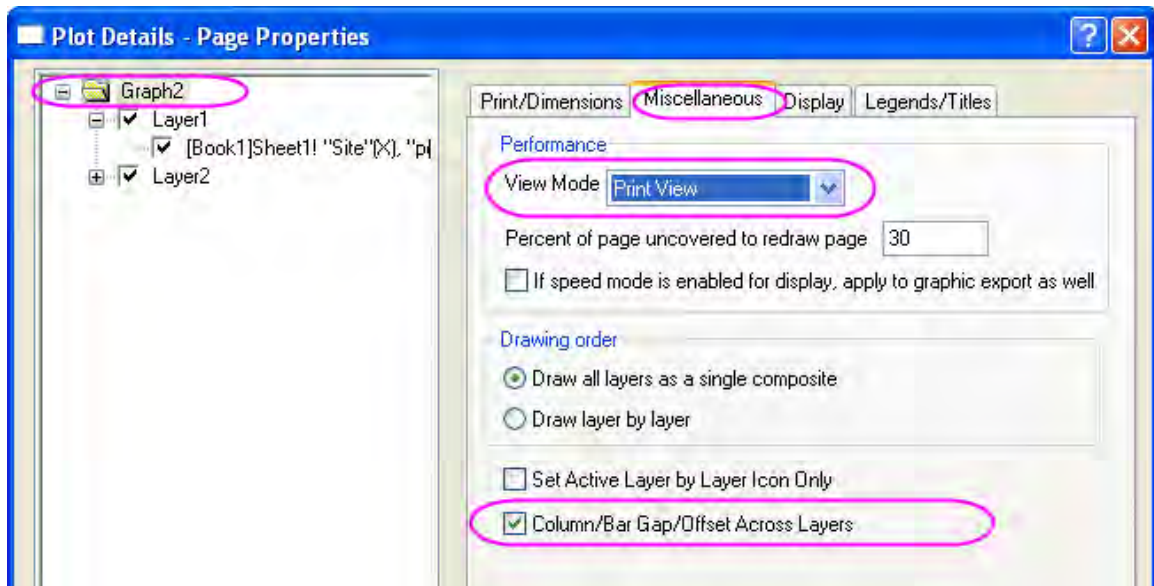 Plot Details - Page Properties
Graph2
Layer1
[Book1]Sheet1! "Site"(X), "pl
Layer2
Print/Dimensions Miscellaneous Display Legends/Titles
Performance
View Mode Print View
Percent of page uncovered to redraw page 30
If speed mode is enabled for display, apply to graphic export as well
Drawing order
Draw all layers as a single composite
Draw layer by layer
Set Active Layer by Layer Icon Only
Column/Bar Gap/Offset Across Layers